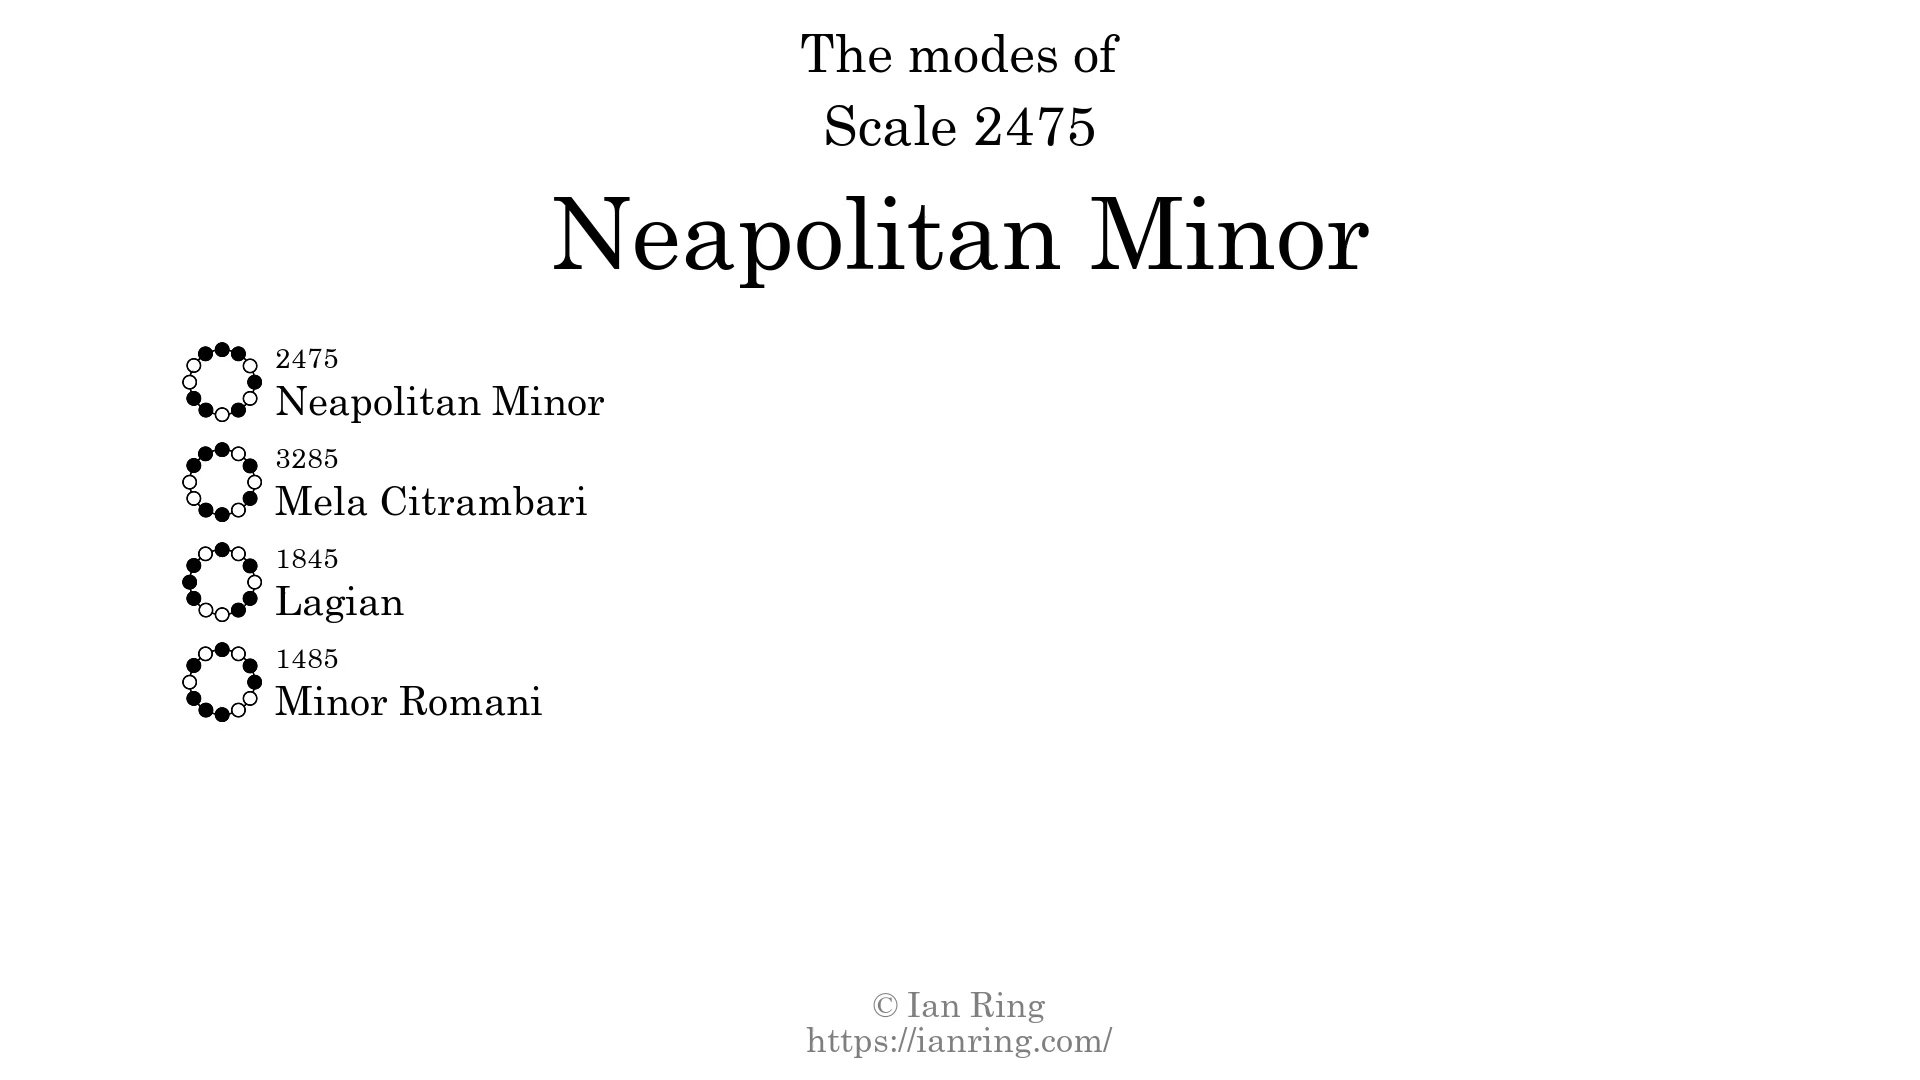 The modes of
Scale 2475
Neapolitan Minor
2475
Neapolitan Minor
3285
Mela Citrambari
1845
Lagian
1485
Minor Romani
© Ian Ring
https://ianring.com/